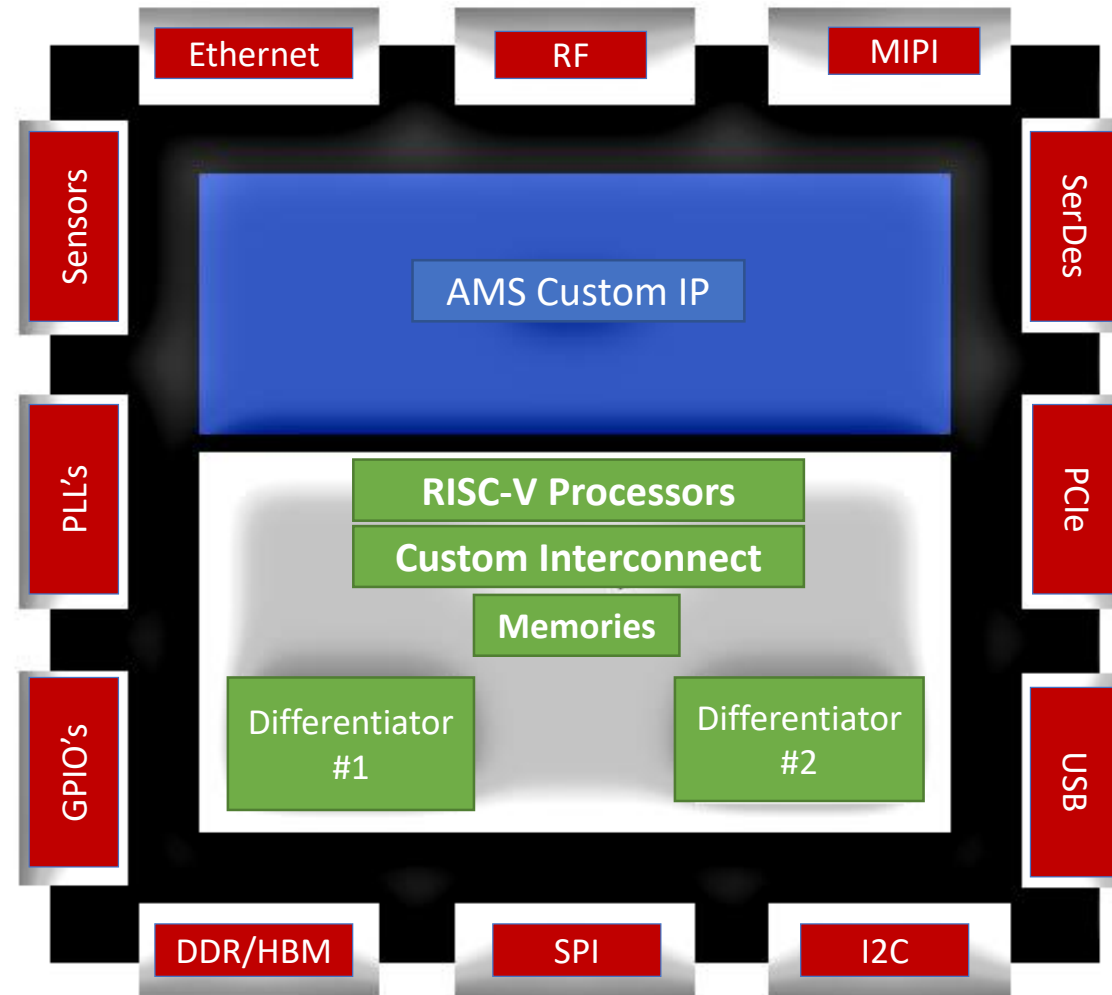 Ethernet
RF
MIPI
Sensors
SerDes
AMS Custom IP
PLL's
PCIe
RISC-V Processors
Custom Interconnect
Memories
Differentiator
#1
Differentiator
#2
GPIO's
USB
DDR/HBM
SPI
I2C